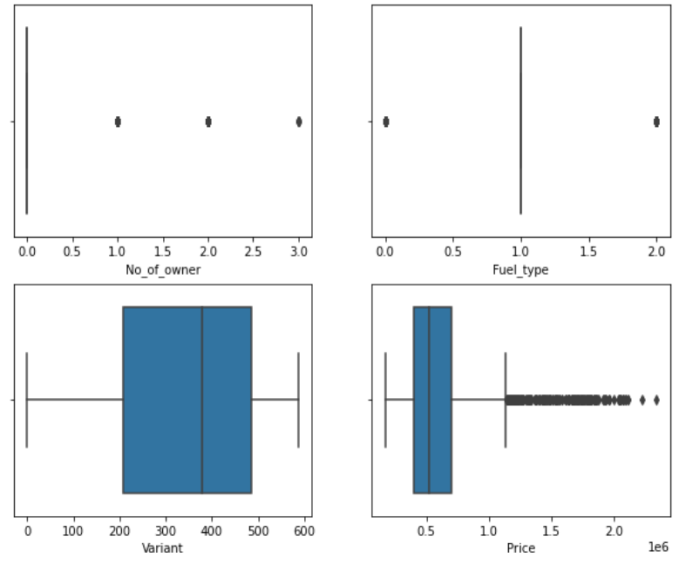 0.0 0.5 1.0 1.5 2.0 2.5 3.0
No_of_owner
0.0 0.5 1.0 1.5 2.0
Fuel_type
0 100 200 300 400 500 600
Variant
0.5 1.0 1.5 2.0
1e6
Price